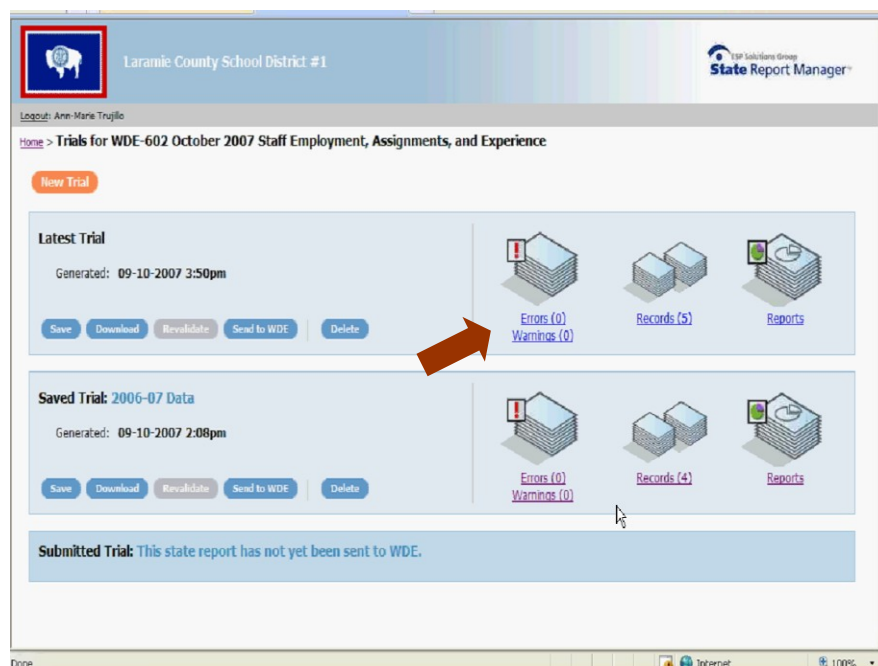 Laramie County School District #1
ESP Solutions Group
State Report Manager
Logout: Ann-Marie Trujillo
Home > Trials for WDE-602 October 2007 Staff Employment, Assignments, and Experience
New Trial
Latest Trial
Generated: 09-10-2007 3:50pm
Save Download Revalidate Send to WDE Delete
Errors (0)
Warnings (0)
Records (5)
Reports
Saved Trial: 2006-07 Data
Generated: 09-10-2007 2:08pm
Save Download Revalidate Send to WDE Delete
Errors (0)
Warnings (0)
Records (4)
Reports
Submitted Trial: This state report has not yet been sent to WDE.
Done Internet 100%